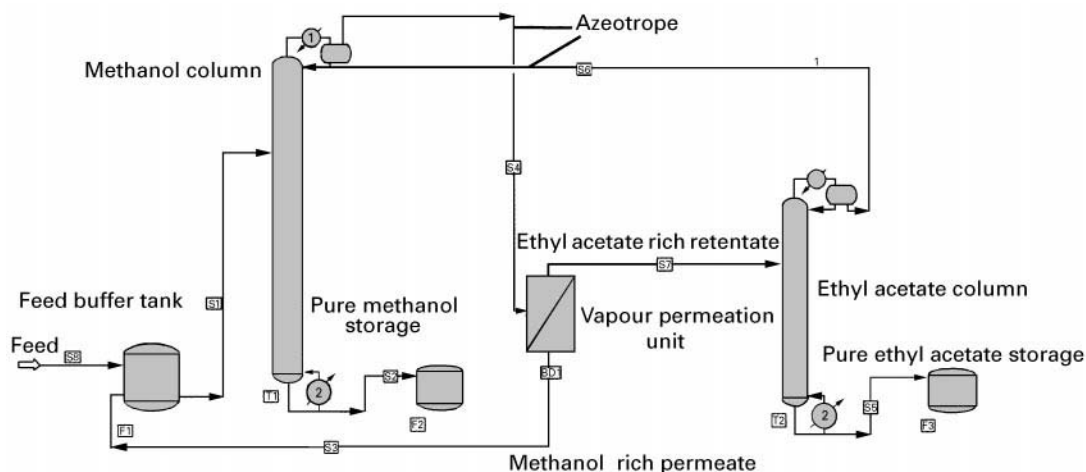 Azeotrope
1
Methanol column
S6
1
S4
Ethyl acetate rich retentate
S7
Feed buffer tank
S1
Pure methanol
storage
Ethyl acetate column
Vapour permeation
unit
Feed
S8
Pure ethyl acetate storage
BD1
T1
2
S2
F2
T2
2
S5
F3
F1
S3
Methanol rich permeate